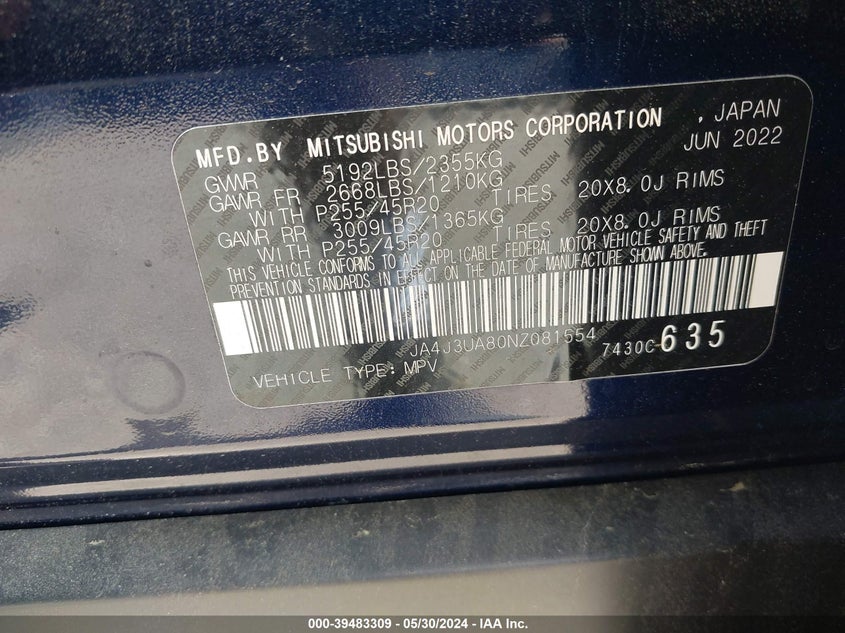 MFD.BY MITSUBISHI MOTORS CORPORATION , JAPAN
JUN 2022
GWWR 5192LBS/2355KG
GAWR FR 2668LBS/1210KG
WITH P255/45R20 TIRES 20X8.0J RIMS
GAWR RR 3009LBS/1365KG
WITH P255/45R20 TIRES 20X8.0J RIMS
THIS VEHICLE CONFORMS TO ALL APPLICABLE FEDERAL MOTOR VEHICLE SAFETY AND THEFT
PREVENTION STANDARDS IN EFFECT ON THE DATE OF MANUFACTURE SHOWN ABOVE.
JA4J3UA80NZ081554 7430C-635
VEHICLE TYPE: MPV
000-39483309 - 05/30/2024 - IAA Inc.